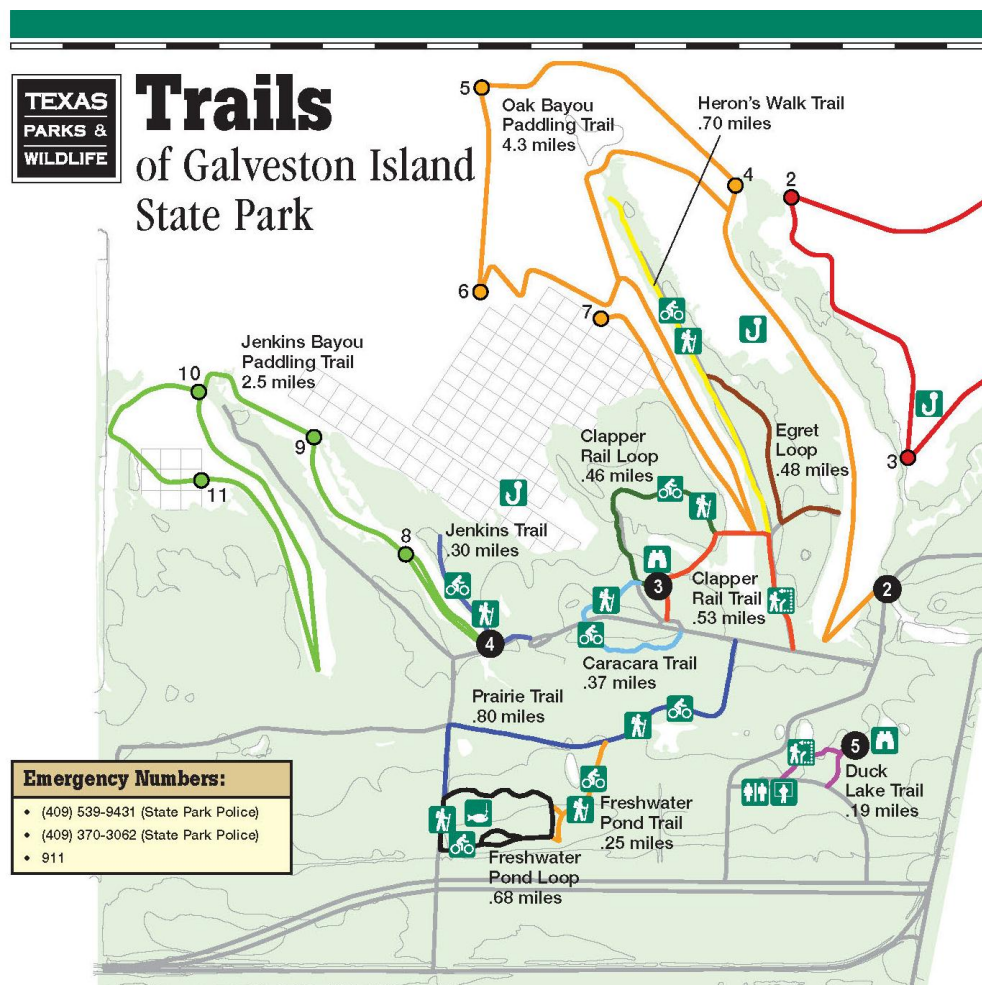 TEXAS
PARKS &
WILDLIFE
Trails
of Galveston Island
State Park
5
Oak Bayou
Paddling Trail
4.3 miles
Heron's Walk Trail
.70 miles
4
2
6
7
3
Jenkins Bayou
Paddling Trail
2.5 miles
10
9
11
8
Clapper
Rail Loop
.46 miles
Egret
Loop
.48 miles
Jenkins Trail
.30 miles
3
Clapper
Rail Trail
.53 miles
2
4
Caracara Trail
.37 miles
Prairie Trail
.80 miles
5
Duck
Lake Trail
.19 miles
Freshwater
Pond Trail
.25 miles
Freshwater
Pond Loop
.68 miles
Emergency Numbers:
• (409) 539-9431 (State Park Police)
• (409) 370-3062 (State Park Police)
• 911